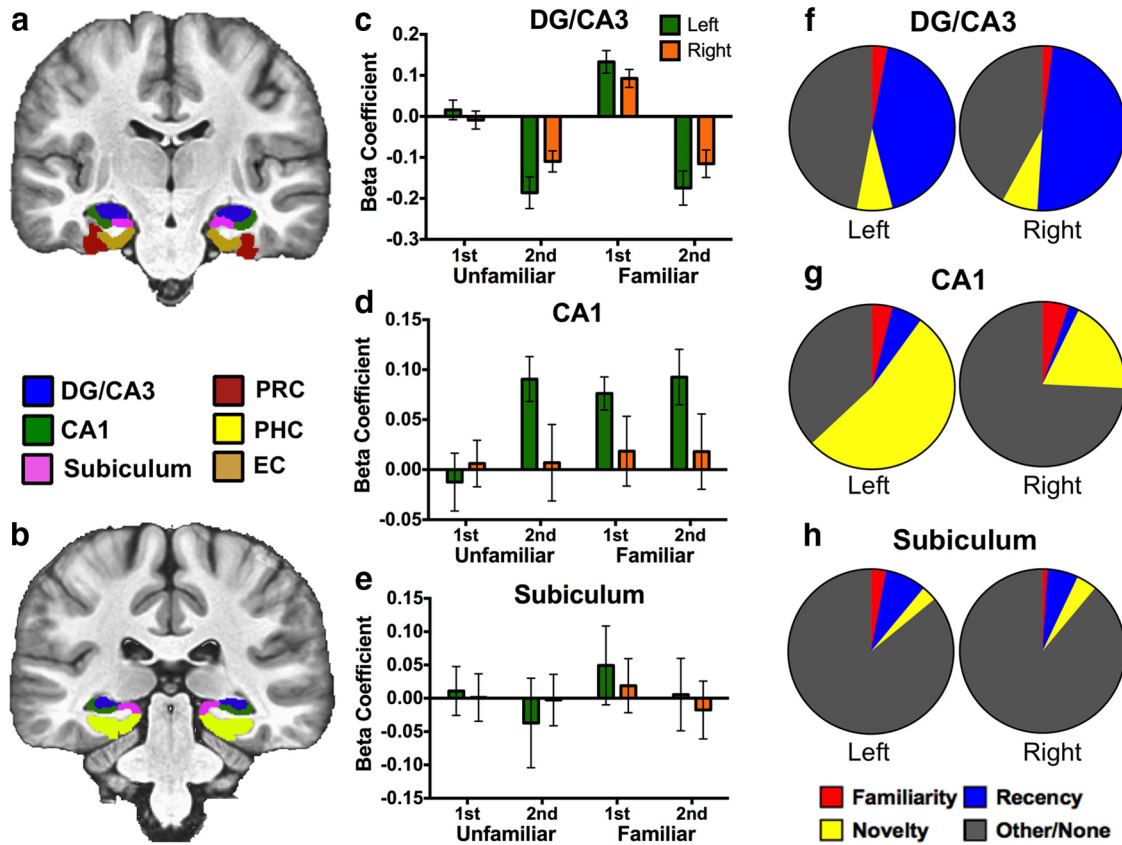 a
DG/CA3
CA1
Subiculum
PRC
PHC
EC
b
c
DG/CA3
Left
Right
Beta Coefficient
0.2
0.1
0.0
-0.1
-0.2
-0.3
1st
2nd
1st
2nd
Unfamiliar
Familiar
d
CA1
Beta Coefficient
0.15
0.10
0.05
0.00
-0.05
1st
2nd
1st
2nd
Unfamiliar
Familiar
e
Subiculum
Beta Coefficient
0.15
0.10
0.05
0.00
-0.05
-0.10
-0.15
1st
2nd
1st
2nd
Unfamiliar
Familiar
f
DG/CA3
Left
Right
g
CA1
Left
Right
h
Subiculum
Left
Right
Familiarity
Recency
Novelty
Other/None